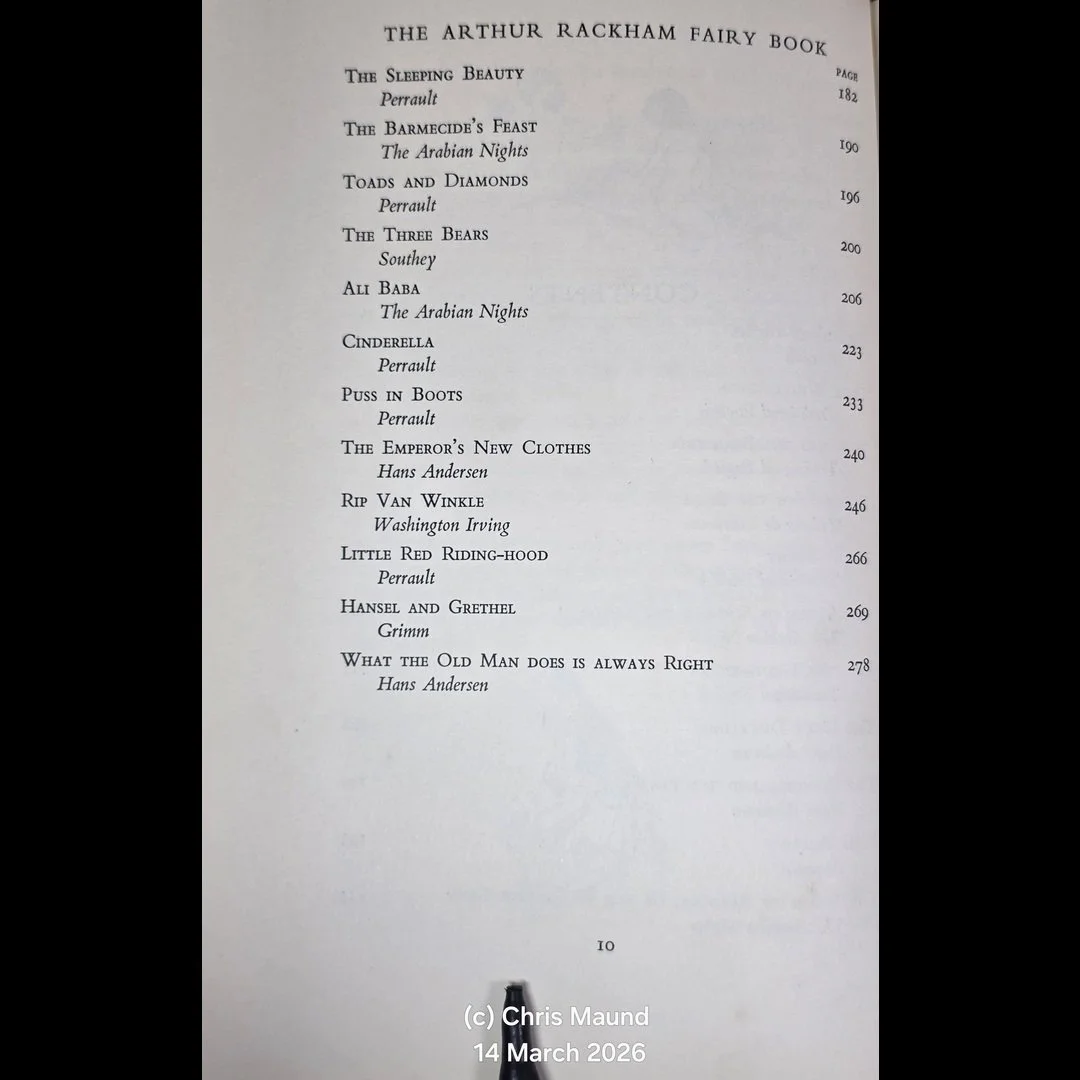 THE ARTHUR RACKHAM FAIRY BOOK
PAGE
THE SLEEPING BEAUTY
Perrault 182
THE BARMECIDE'S FEAST
The Arabian Nights 190
TOADS AND DIAMONDS
Perrault 196
THE THREE BEARS
Southey 200
ALI BABA
The Arabian Nights 206
CINDERELLA
Perrault 223
PUSS IN BOOTS
Perrault 233
THE EMPEROR'S NEW CLOTHES
Hans Andersen 240
RIP VAN WINKLE
Washington Irving 246
LITTLE RED RIDING-HOOD
Perrault 266
HANSEL AND GRETHEL
Grimm 269
WHAT THE OLD MAN DOES IS ALWAYS RIGHT 278
Hans Andersen
10
(c) Chris Maund
14 March 2026